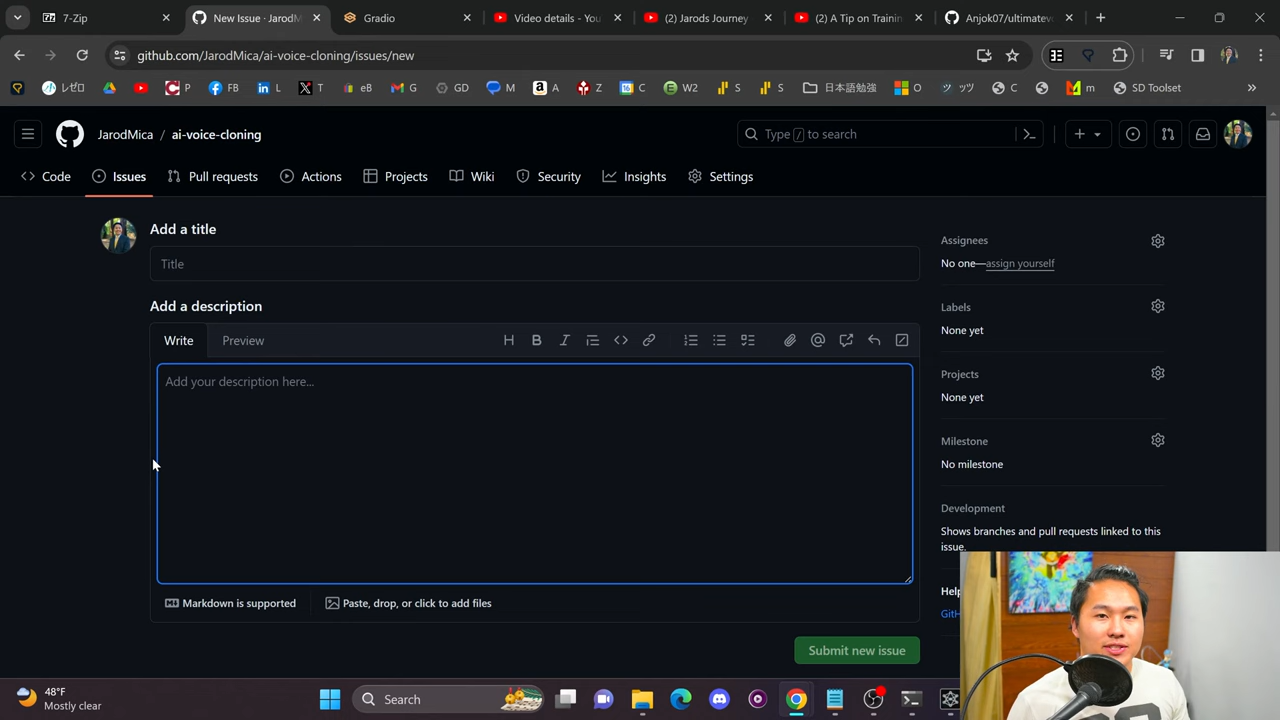 7-Zip
New Issue · JarodM
Gradio
Video details - You
(2) Jarods Journey
(2) A Tip on Trainin
Anjok07/ultimatevo
github.com/JarodMica/ai-voice-cloning/issues/new
レゼロ
P
FB
L
T
eB
G
GD
M
A
Z
C
W2
S
S
日本語勉強
O
ッツ
C
m
SD Toolset
JarodMica / ai-voice-cloning
Type / to search
Code
Issues
Pull requests
Actions
Projects
Wiki
Security
Insights
Settings
Add a title
Title
Add a description
Write
Preview
Add your description here...
Markdown is supported
Paste, drop, or click to add files
Submit new issue
Assignees
No one—assign yourself
Labels
None yet
Projects
None yet
Milestone
No milestone
Development
Shows branches and pull requests linked to this
issue.
Help
GitH
48°F
Mostly clear
Search